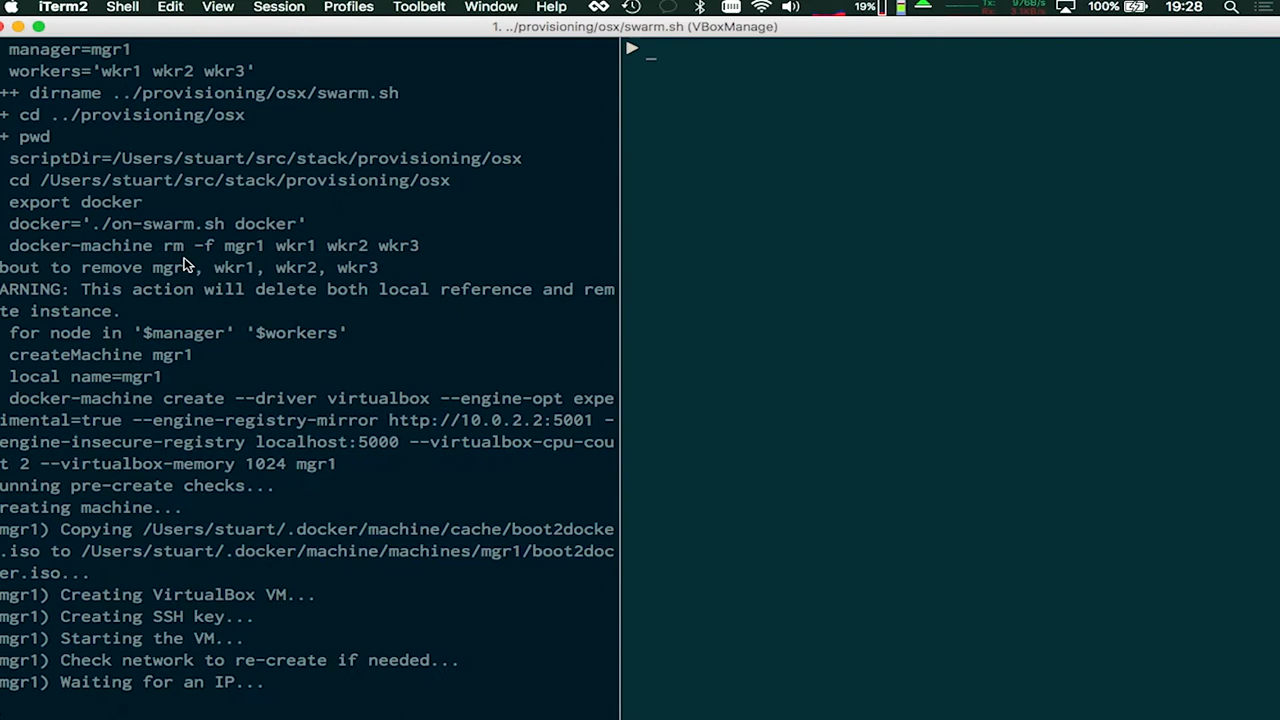 iTerm2 Shell Edit View Session Profiles Toolbelt Window Help 19% 100% 19:28
1. ../provisioning/osx/swarm.sh (VBoxManage)
manager=mgr1
workers='wkr1 wkr2 wkr3'
++ dirname ../provisioning/osx/swarm.sh
+ cd ../provisioning/osx
+ pwd
scriptDir=/Users/stuart/src/stack/provisioning/osx
cd /Users/stuart/src/stack/provisioning/osx
export docker
docker='./on-swarm.sh docker'
docker-machine rm -f mgr1 wkr1 wkr2 wkr3
bout to remove mgr1, wkr1, wkr2, wkr3
ARNING: This action will delete both local reference and rem
te instance.
for node in '$manager' '$workers'
createMachine mgr1
local name=mgr1
docker-machine create --driver virtualbox --engine-opt expe
imental=true --engine-registry-mirror http://10.0.2.2:5001 -
engine-insecure-registry localhost:5000 --virtualbox-cpu-cou
t 2 --virtualbox-memory 1024 mgr1
unning pre-create checks...
reating machine...
mgr1) Copying /Users/stuart/.docker/machine/cache/boot2docke
.iso to /Users/stuart/.docker/machine/machines/mgr1/boot2doc
er.iso...
mgr1) Creating VirtualBox VM...
mgr1) Creating SSH key...
mgr1) Starting the VM...
mgr1) Check network to re-create if needed...
mgr1) Waiting for an IP...